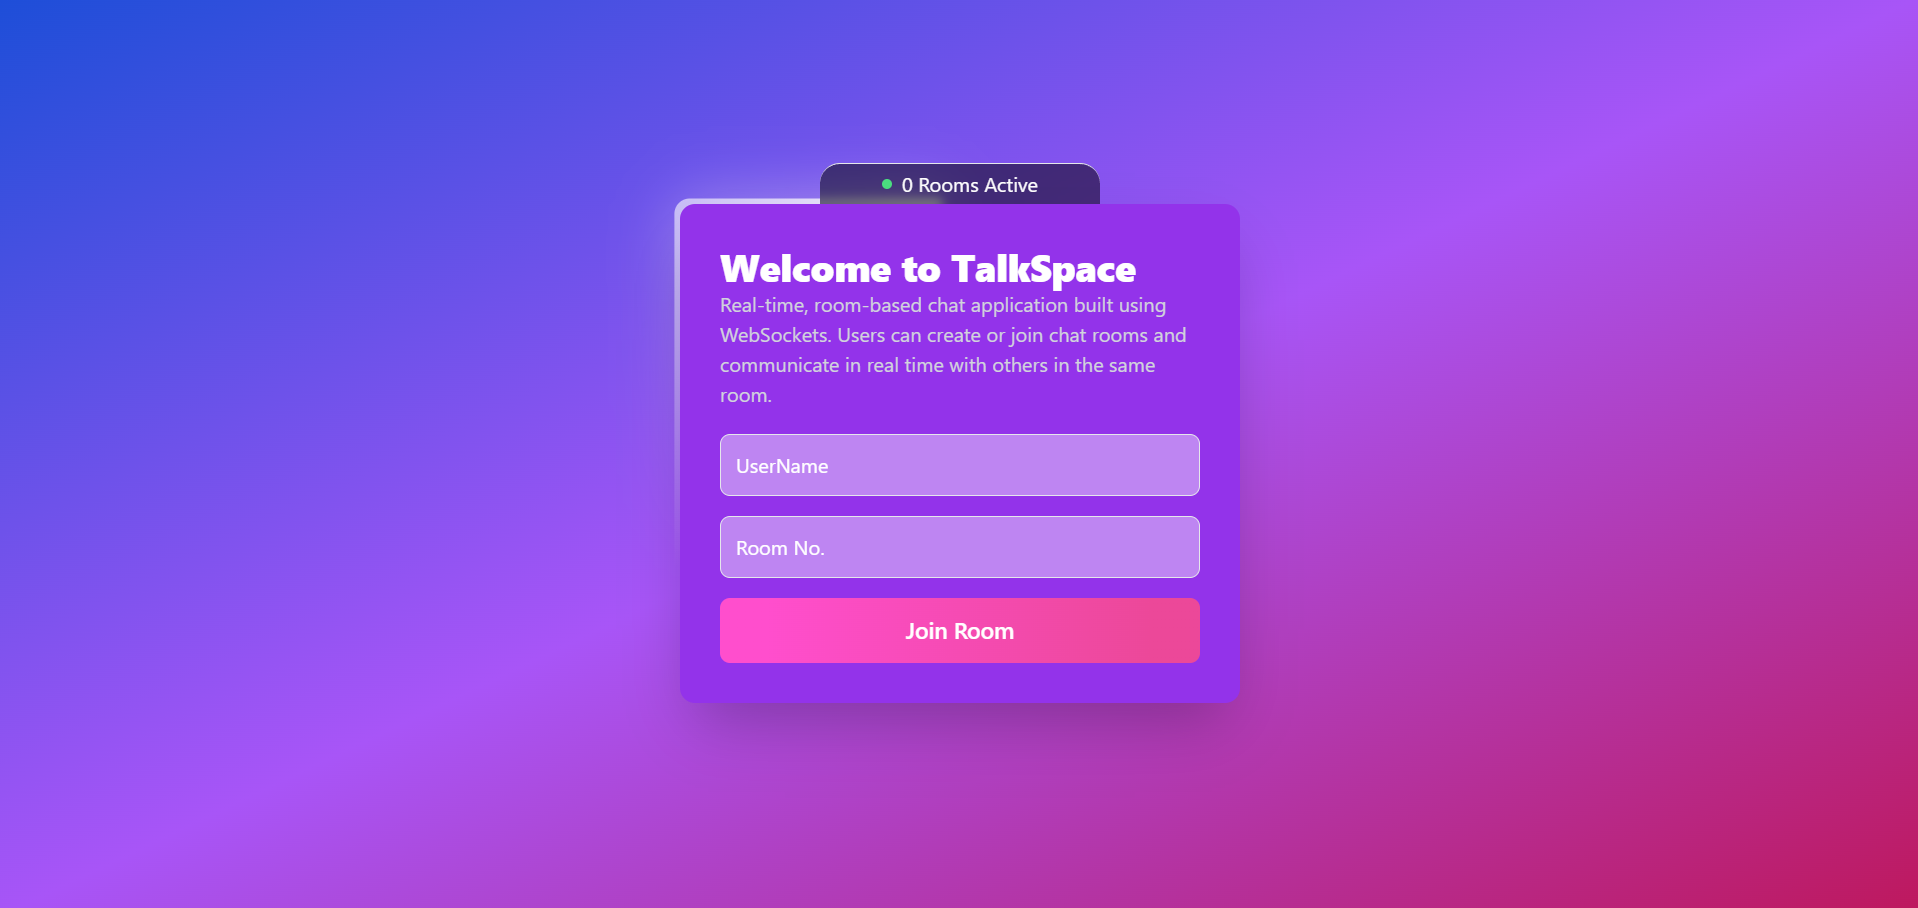 0 Rooms Active
Welcome to TalkSpace
Real-time, room-based chat application built using
WebSockets. Users can create or join chat rooms and
communicate in real time with others in the same
room.
UserName
Room No.
Join Room